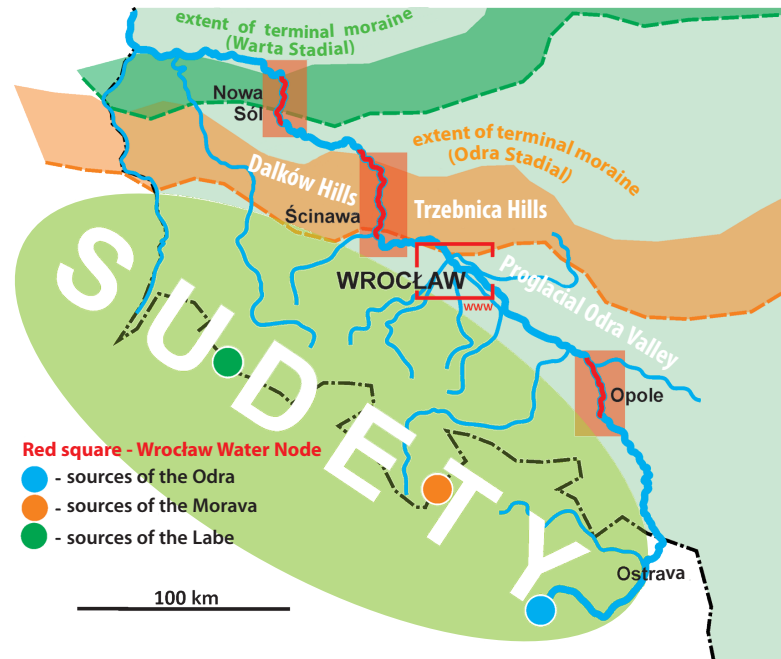 extent of terminal moraine
(Warta Stadial)
Nowa
Sól
extent of terminal moraine
(Odra Stadial)
Dalków Hills
Trzebnica Hills
Ścinawa
WROCŁAW
Proglacial Odra Valley
WWW
SUDETY
Opole
Red square - Wrocław Water Node
- sources of the Odra
- sources of the Morava
- sources of the Labe
Ostrava
100 km